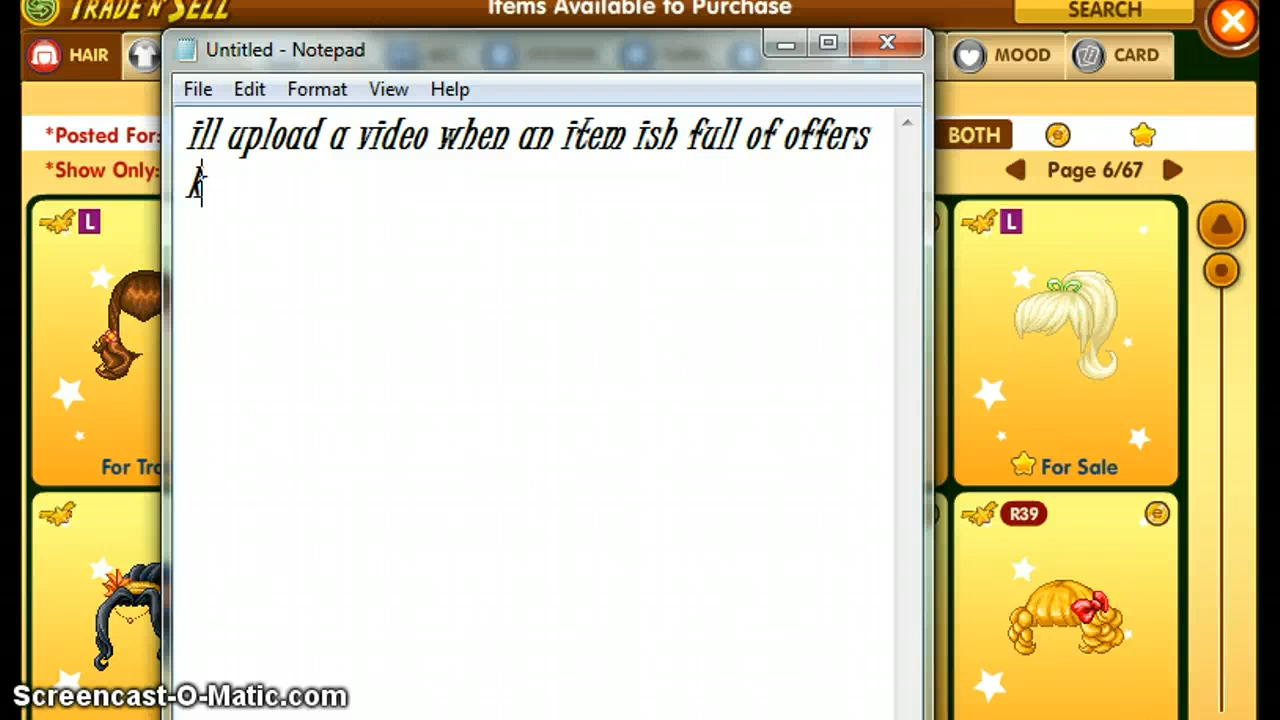 TRADE N' SELL
Items Available to Purchase
SEARCH
HAIR
MOOD
CARD
Untitled - Notepad
File Edit Format View Help
ill upload a video when an item ish full of offers
k
*Posted For:
*Show Only:
BOTH
Page 6/67
L
L
For
For Sale
R39
Screencast-O-Matic.com